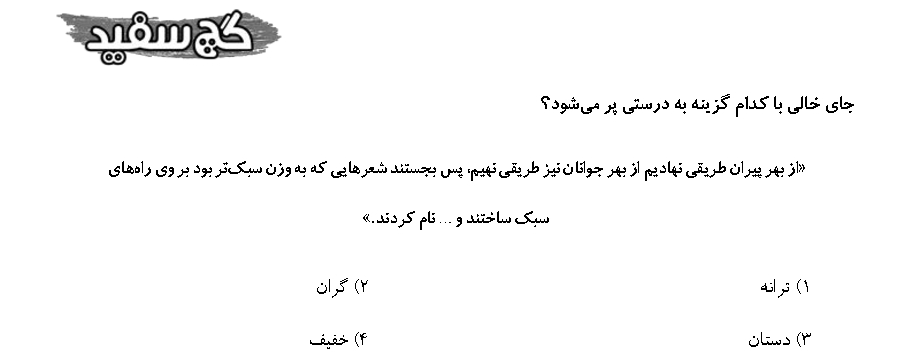 گچ سفید
جای خالی با کدام گزینه به درستی پر می‌شود؟
«از بهر پیران طریقی نهادیم از بهر جوانان نیز طریقی نهیم، پس بجستند شعرهایی که به وزن سبک‌تر بود بر وی راه‌های
سبک ساختند و ... نام کردند.»
۱) ترانه
۲) گران
۳) دستان
۴) خفیف